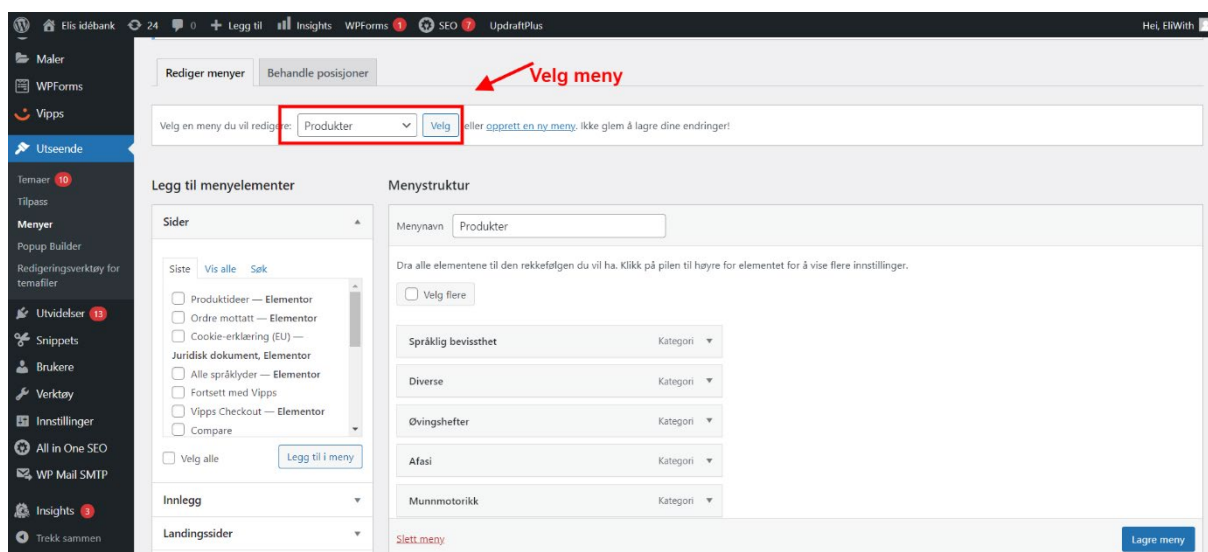 Elis idébank 24 0 Legg til Insights WPForms 1 SEO 7 UpdraftPlus Hei, EliWith
Maler
WPForms
Vipps
Utseende
Temaer 10
Tilpass
Menyer
Popup Builder
Redigeringsverktøy for
temafiler
Utvidelser 13
Snippets
Brukere
Verktøy
Innstillinger
All in One SEO
WP Mail SMTP
Insights 3
Trekk sammen
Rediger menyer Behandle posisjoner
Velg meny
Velg en meny du vil redigere: Produkter Velg eller opprett en ny meny. Ikke glem å lagre dine endringer!
Legg til menyelementer
Sider
Siste Vis alle Søk
Produktideer — Elementor
Ordre mottatt — Elementor
Cookie-erklæring (EU) —
Juridisk dokument, Elementor
Alle språklyder — Elementor
Fortsett med Vipps
Vipps Checkout — Elementor
Compare
Velg alle Legg til i meny
Innlegg
Landingssider
Menystruktur
Menynavn Produkter
Dra alle elementene til den rekkefølgen du vil ha. Klikk på pilen til høyre for elementet for å vise flere innstillinger.
Velg flere
Språklig bevissthet Kategori
Diverse Kategori
Øvingshefter Kategori
Afasi Kategori
Munnmotorikk Kategori
Slett meny Lagre meny